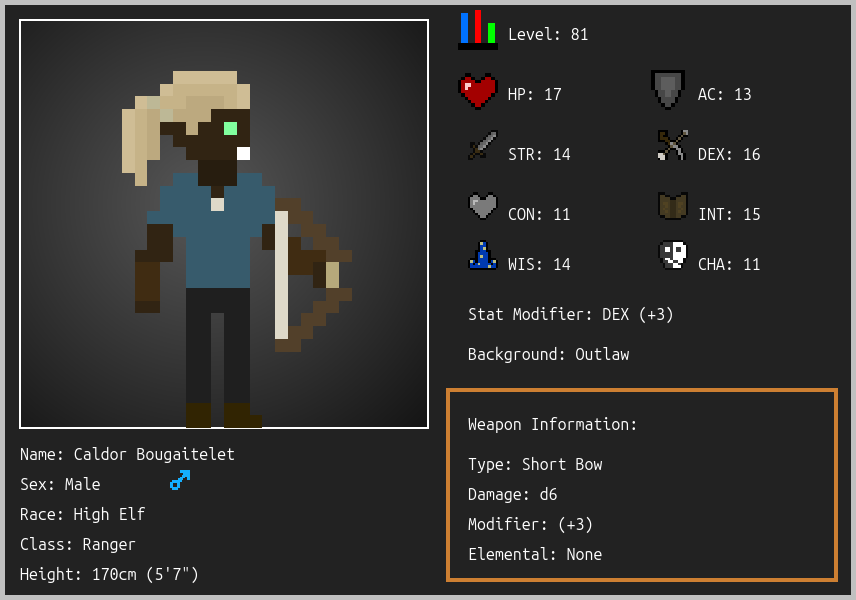 Level: 81
HP: 17
AC: 13
STR: 14
DEX: 16
CON: 11
INT: 15
WIS: 14
CHA: 11
Stat Modifier: DEX (+3)
Background: Outlaw
Weapon Information:
Type: Short Bow
Damage: d6
Modifier: (+3)
Elemental: None
Name: Caldor Bougaitelet
Sex: Male
Race: High Elf
Class: Ranger
Height: 170cm (5'7")